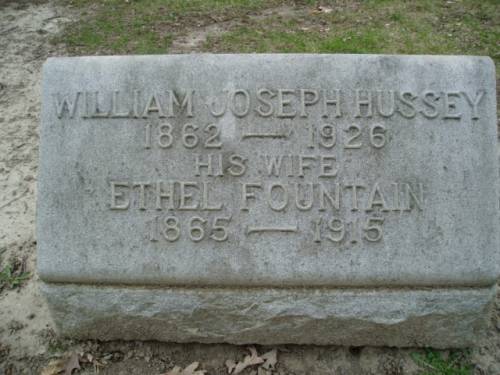 WILLIAM JOSEPH HUSSEY
1862 — 1926
HIS WIFE
ETHEL FOUNTAIN
1865 — 1915